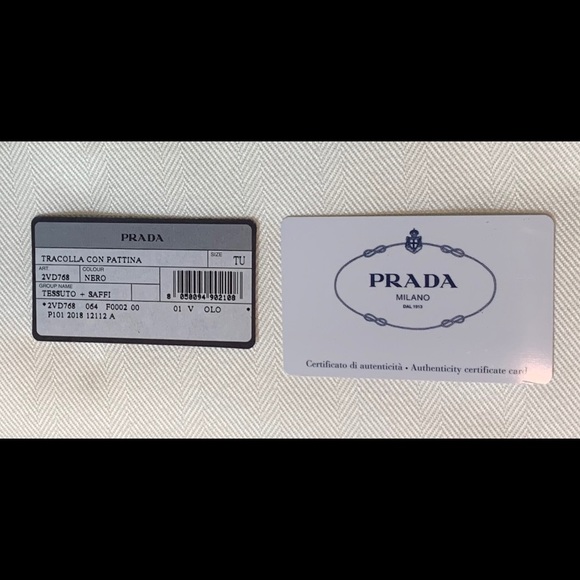 PRADA
TRACOLLA CON PATTINA
SIZE
TU
ART
COLOUR
2VD768
NERO
GROUP NAME
TESSUTO + SAFFI
8 050094 902108
*2VD768 064 F0002 00 01 V OLO *
P101 2018 12112 A
PRADA
MILANO
DAL 1913
Certificato di autenticità • Authenticity certificate card